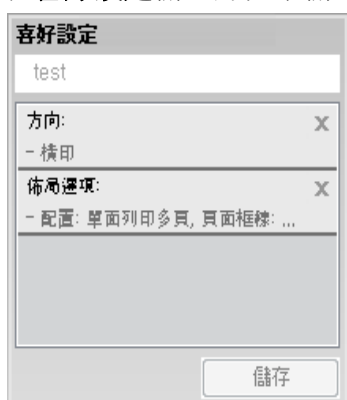 喜好設定
test
方向:
- 橫印
佈局選項:
- 配置: 單面列印多頁, 頁面框線: ...
儲存